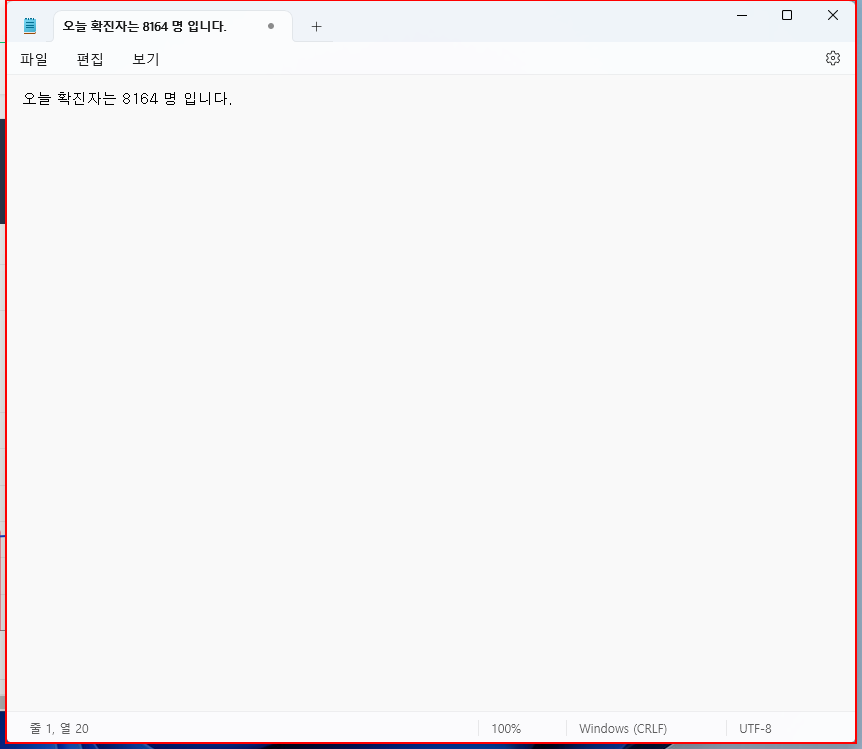 오늘 확진자는 8164 명 입니다.
파일 편집 보기
오늘 확진자는 8164 명 입니다.
줄 1, 열 20 100% Windows (CRLF) UTF-8